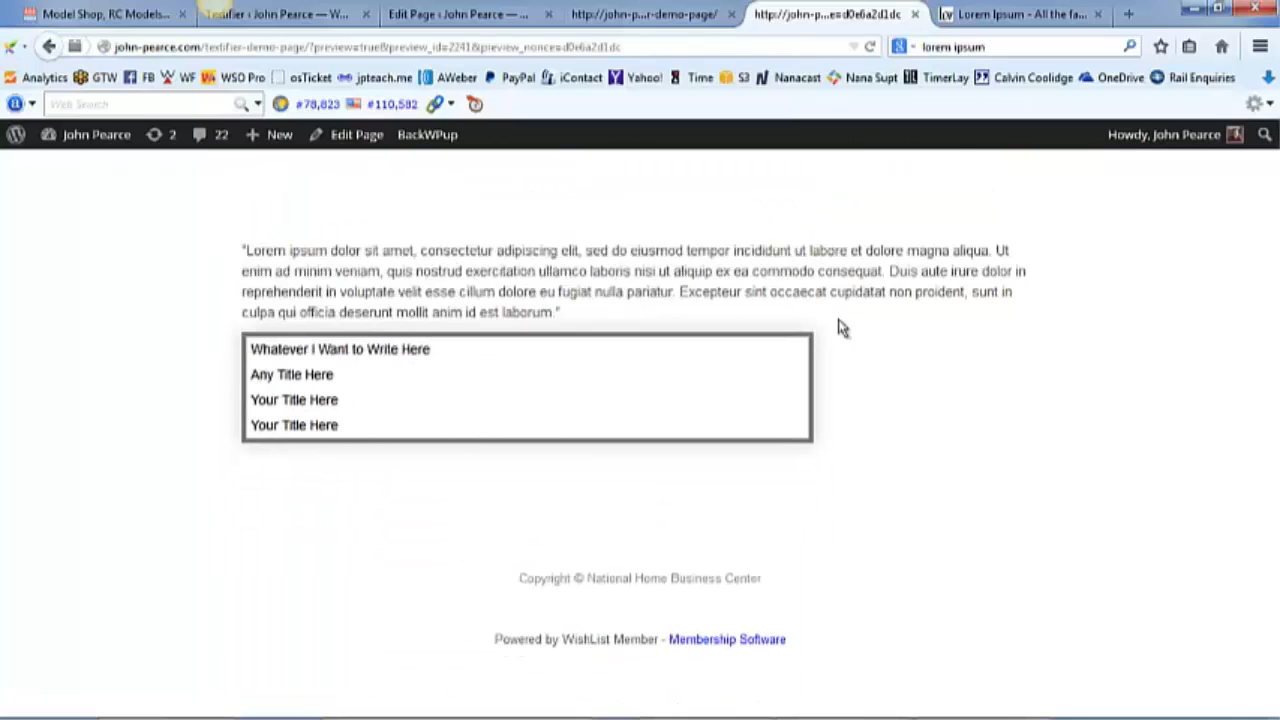 Model Shop, RC Models... Testifier ‹ John Pearce — W... Edit Page ‹ John Pearce — ... http://john-p...r-demo-page/ http://john-p...e=d0e6a2d1dc Lorem Ipsum - All the fa...
john-pearce.com/textifier-demo-page/?preview=true&preview_id=2241&preview_nonce=d0e6a2d1dc lorem ipsum
Analytics GTW FB WF WSO Pro osTicket jpteach.me AWeber PayPal iContact Yahoo! Time S3 Nanacast Nana Supt TimerLay Calvin Coolidge OneDrive Rail Enquiries
Web Search #78,823 #110,582
John Pearce 2 22 New Edit Page BackWPup Howdy, John Pearce
"Lorem ipsum dolor sit amet, consectetur adipiscing elit, sed do eiusmod tempor incididunt ut labore et dolore magna aliqua. Ut
enim ad minim veniam, quis nostrud exercitation ullamco laboris nisi ut aliquip ex ea commodo consequat. Duis aute irure dolor in
reprehenderit in voluptate velit esse cillum dolore eu fugiat nulla pariatur. Excepteur sint occaecat cupidatat non proident, sunt in
culpa qui officia deserunt mollit anim id est laborum."
Whatever I Want to Write Here
Any Title Here
Your Title Here
Your Title Here
Copyright © National Home Business Center
Powered by WishList Member - Membership Software